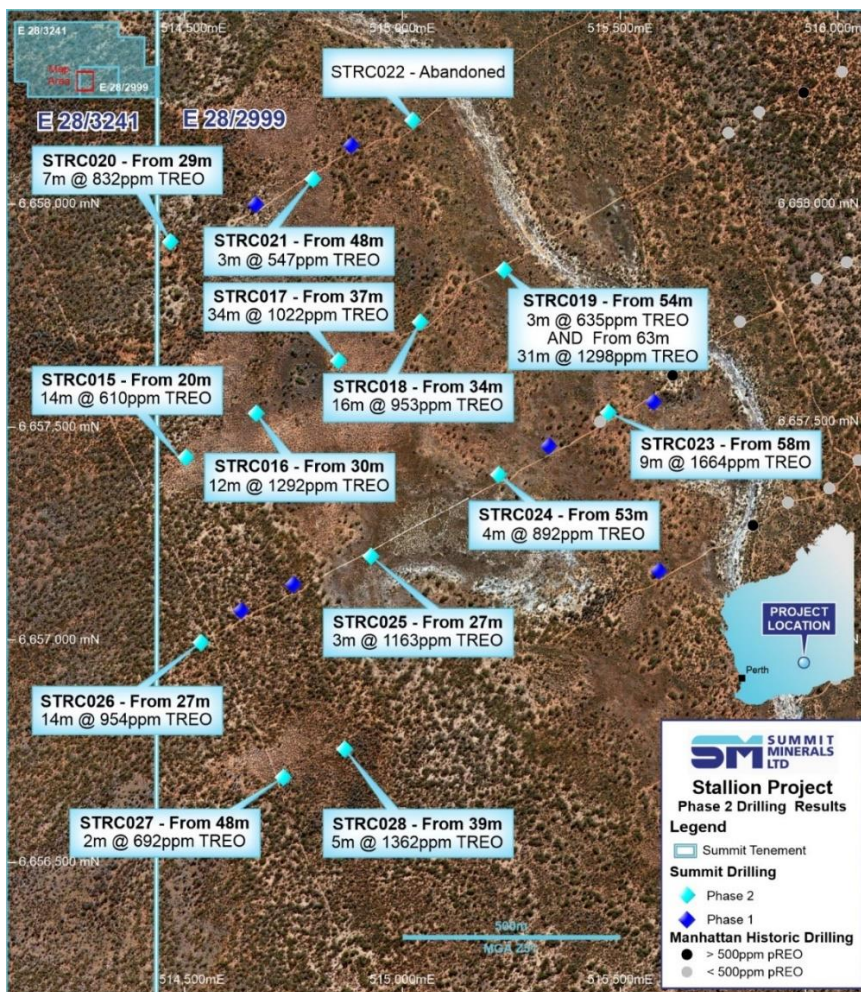 514,500mE
515,000mE
515,500mE
516,000mE
E 28/3241
Map
Area
E 28/2999
E 28/3241
E 28/2999
STRC022 - Abandoned
STRC020 - From 29m
7m @ 832ppm TREO
6,658,000 mN
6,658,000 mN
STRC021 - From 48m
3m @ 547ppm TREO
STRC017 - From 37m
34m @ 1022ppm TREO
STRC019 - From 54m
3m @ 635ppm TREO
AND From 63m
31m @ 1298ppm TREO
STRC018 - From 34m
16m @ 953ppm TREO
STRC015 - From 20m
14m @ 610ppm TREO
6,657,500 mN
6,657,500 mN
STRC016 - From 30m
12m @ 1292ppm TREO
STRC023 - From 58m
9m @ 1664ppm TREO
STRC024 - From 53m
4m @ 892ppm TREO
STRC025 - From 27m
3m @ 1163ppm TREO
PROJECT
LOCATION
Perth
6,657,000 mN
STRC026 - From 27m
14m @ 954ppm TREO
STRC027 - From 48m
2m @ 692ppm TREO
STRC028 - From 39m
5m @ 1362ppm TREO
6,656,500 mN
500m
514,500mE
515,000mE
515,500mE
SM SUMMIT
MINERALS
LTD
Stallion Project
Phase 2 Drilling Results
Legend
Summit Tenement
Summit Drilling
Phase 2
Phase 1
Manhattan Historic Drilling
> 500ppm pREO
< 500ppm pREO